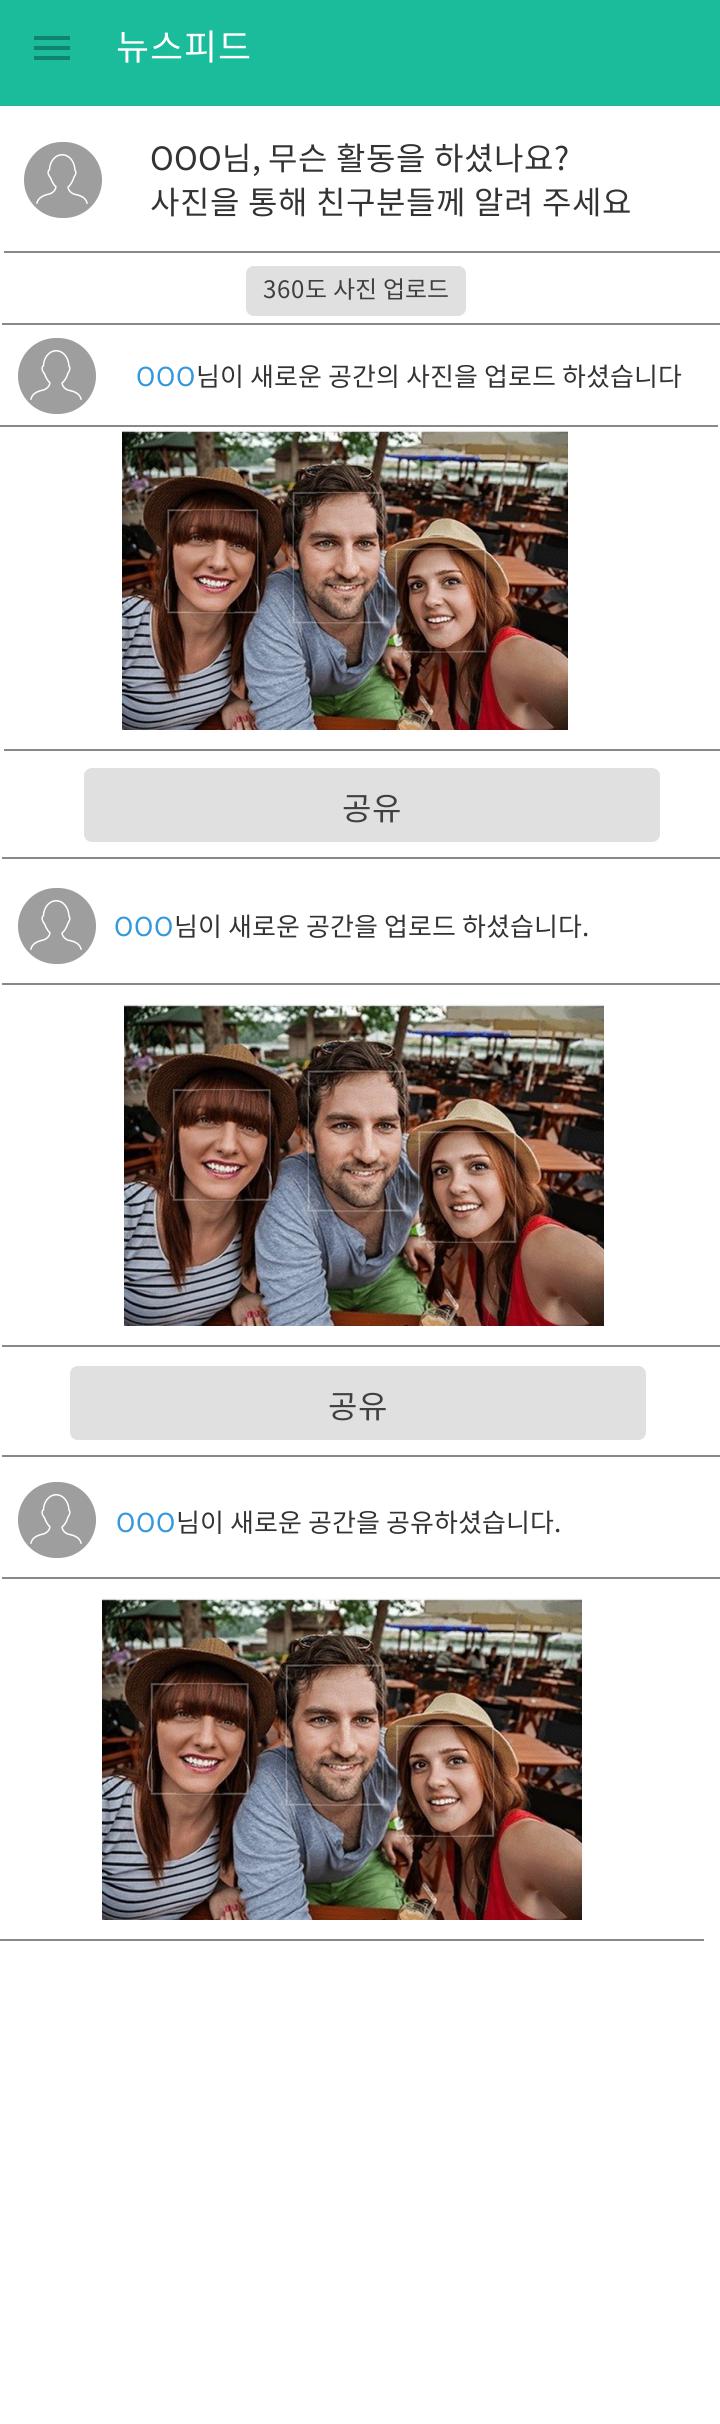 뉴스피드
OOO님, 무슨 활동을 하셨나요?
사진을 통해 친구분들께 알려 주세요
360도 사진 업로드
OOO님이 새로운 공간의 사진을 업로드 하셨습니다
공유
OOO님이 새로운 공간을 업로드 하셨습니다.
공유
OOO님이 새로운 공간을 공유하셨습니다.